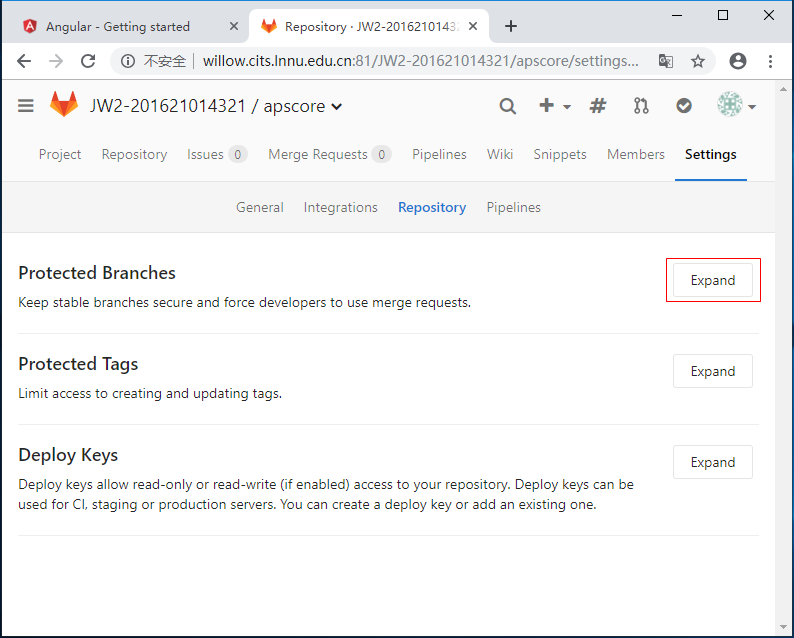 Angular - Getting started
Repository · JW2-20162101432
不安全 willow.cits.lnnu.edu.cn:81/JW2-201621014321/apscore/settings...
JW2-201621014321 / apscore
Project Repository Issues 0 Merge Requests 0 Pipelines Wiki Snippets Members Settings
General Integrations Repository Pipelines
Protected Branches
Expand
Keep stable branches secure and force developers to use merge requests.
Protected Tags
Expand
Limit access to creating and updating tags.
Deploy Keys
Expand
Deploy keys allow read-only or read-write (if enabled) access to your repository. Deploy keys can be
used for CI, staging or production servers. You can create a deploy key or add an existing one.